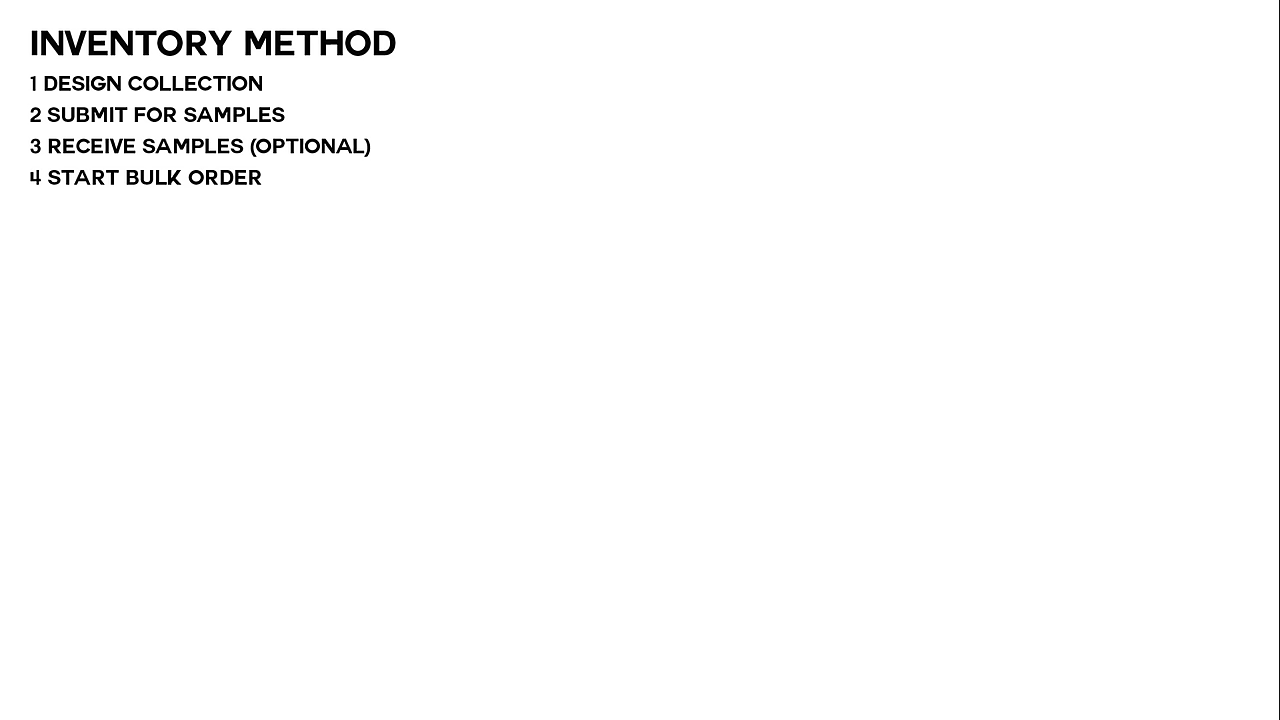 INVENTORY METHOD
1 DESIGN COLLECTION
2 SUBMIT FOR SAMPLES
3 RECEIVE SAMPLES (OPTIONAL)
4 START BULK ORDER